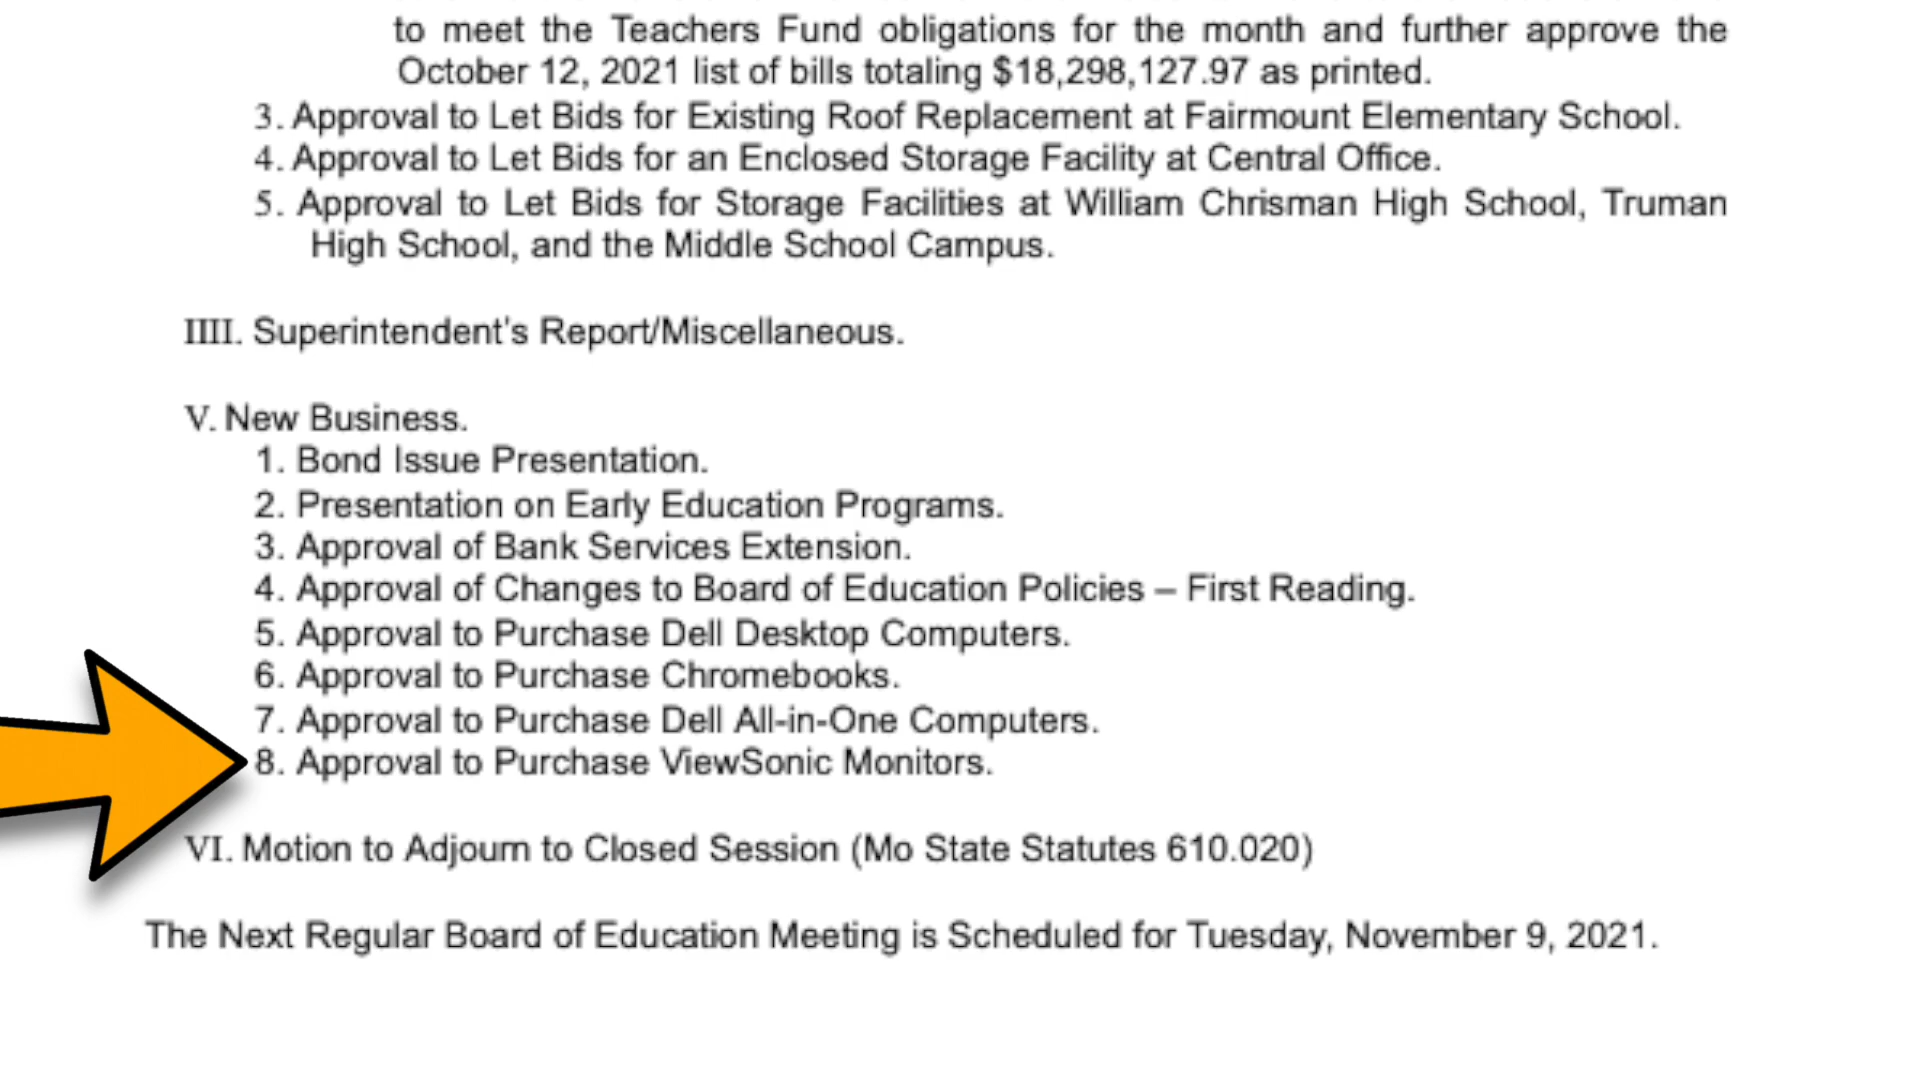 to meet the Teachers Fund obligations for the month and further approve the
October 12, 2021 list of bills totaling $18,298,127.97 as printed.
3. Approval to Let Bids for Existing Roof Replacement at Fairmount Elementary School.
4. Approval to Let Bids for an Enclosed Storage Facility at Central Office.
5. Approval to Let Bids for Storage Facilities at William Chrisman High School, Truman
High School, and the Middle School Campus.
IIII. Superintendent's Report/Miscellaneous.
V. New Business.
1. Bond Issue Presentation.
2. Presentation on Early Education Programs.
3. Approval of Bank Services Extension.
4. Approval of Changes to Board of Education Policies – First Reading.
5. Approval to Purchase Dell Desktop Computers.
6. Approval to Purchase Chromebooks.
7. Approval to Purchase Dell All-in-One Computers.
8. Approval to Purchase ViewSonic Monitors.
VI. Motion to Adjourn to Closed Session (Mo State Statutes 610.020)
The Next Regular Board of Education Meeting is Scheduled for Tuesday, November 9, 2021.